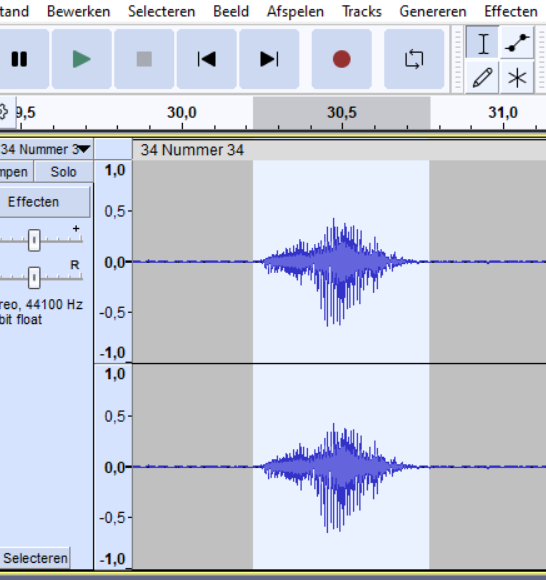 tand Bewerken Selecteren Beeld Afspelen Tracks Genereren Effecten
9,5 30,0 30,5 31,0
34 Nummer 3 34 Nummer 34
mpen Solo
Effecten
+
R
reo, 44100 Hz
bit float
1,0
0,5
0,0
-0,5
-1,0
1,0
0,5
0,0
-0,5
-1,0
Selecteren